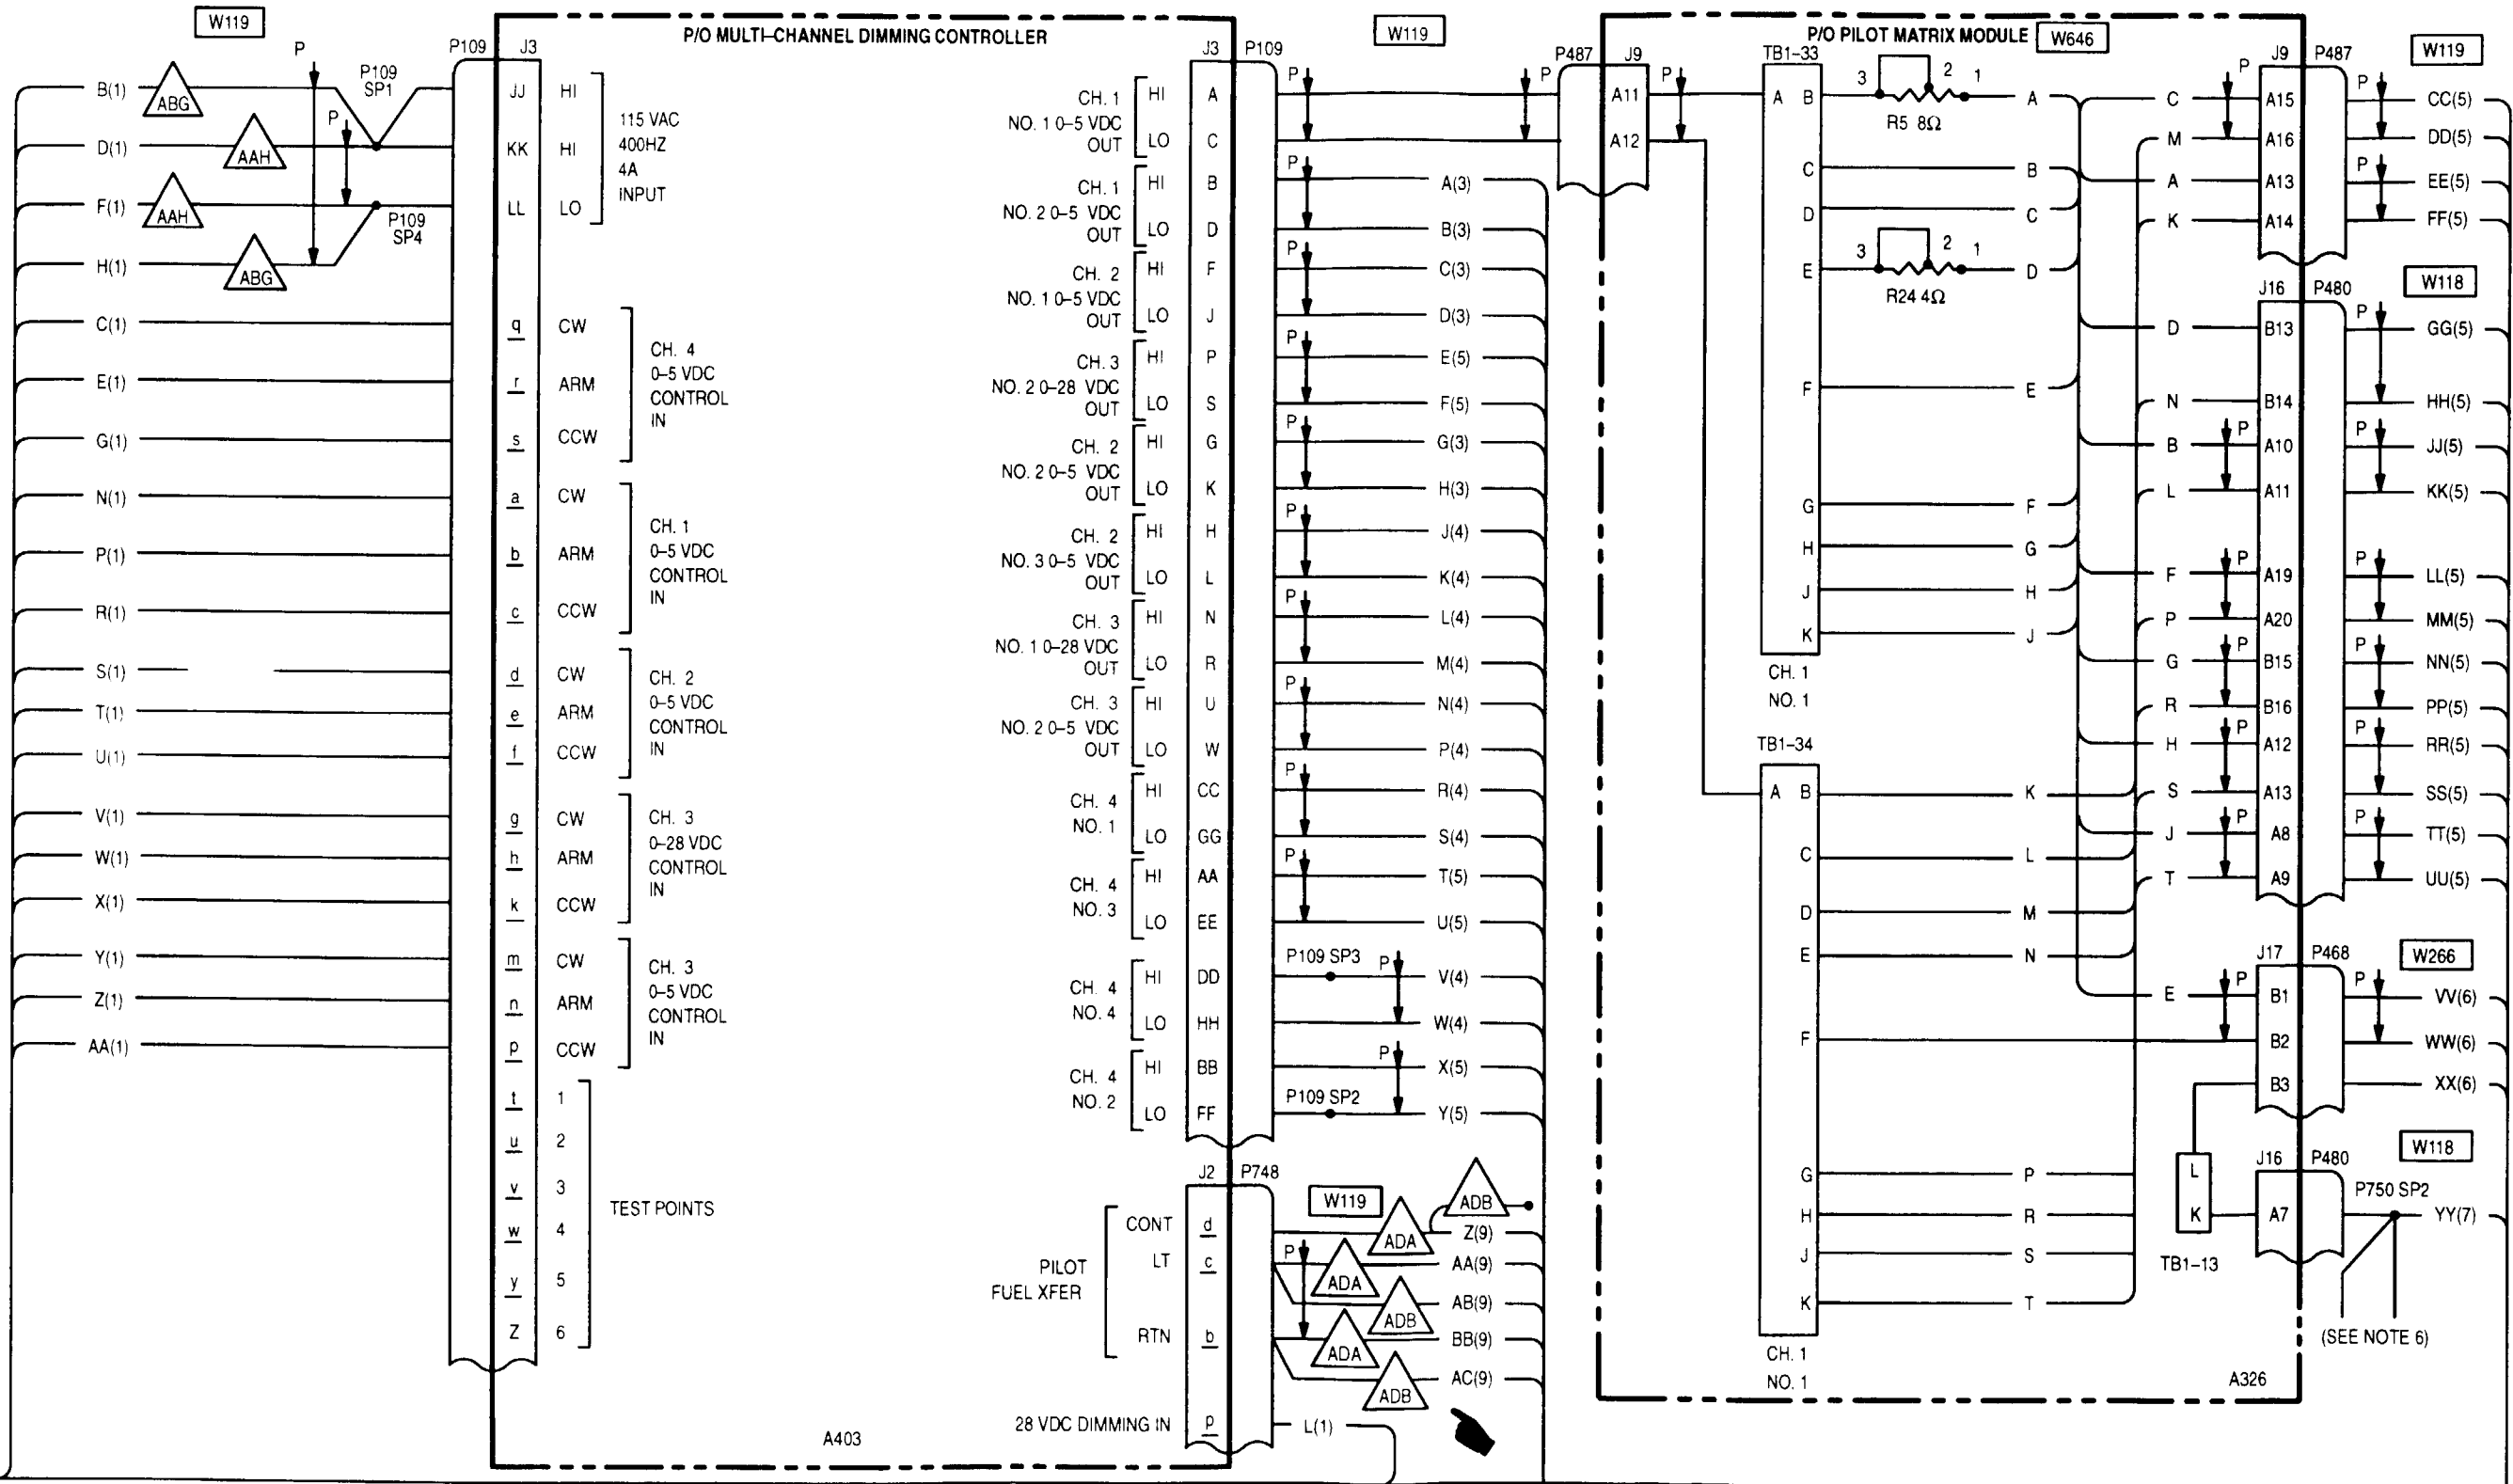 W119
P
B(1)
ABG
P109
SP1
D(1)
AAH
P
F(1)
AAH
P109
SP4
H(1)
ABG
C(1)
E(1)
G(1)
N(1)
P(1)
R(1)
S(1)
T(1)
U(1)
V(1)
W(1)
X(1)
Y(1)
Z(1)
AA(1)
P/O MULTI-CHANNEL DIMMING CONTROLLER
P109 J3
JJ HI
KK HI
LL LO
115 VAC
400HZ
4A
INPUT
q CW
r ARM
s CCW
CH. 4
0-5 VDC
CONTROL
IN
a CW
b ARM
c CCW
CH. 1
0-5 VDC
CONTROL
IN
d CW
e ARM
f CCW
CH. 2
0-5 VDC
CONTROL
IN
g CW
h ARM
k CCW
CH. 3
0-28 VDC
CONTROL
IN
m CW
n ARM
p CCW
CH. 3
0-5 VDC
CONTROL
IN
t 1
u 2
v 3
w 4
y 5
Z 6
TEST POINTS
A403
J3 P109
W119
CH. 1
NO. 1 0-5 VDC
OUT
HI A
LO C
P
P
CH. 1
NO. 2 0-5 VDC
OUT
HI B
LO D
P
A(3)
B(3)
CH. 2
NO. 1 0-5 VDC
OUT
HI F
LO J
P
C(3)
D(3)
CH. 3
NO. 2 0-28 VDC
OUT
HI P
LO S
P
E(5)
F(5)
CH. 2
NO. 2 0-5 VDC
OUT
HI G
LO K
P
G(3)
H(3)
CH. 2
NO. 3 0-5 VDC
OUT
HI H
LO L
P
J(4)
K(4)
CH. 3
NO. 1 0-28 VDC
OUT
HI N
LO R
P
L(4)
M(4)
CH. 3
NO. 2 0-5 VDC
OUT
HI U
LO W
P
N(4)
P(4)
CH. 4
NO. 1
HI CC
LO GG
P
R(4)
S(4)
CH. 4
NO. 3
HI AA
LO EE
P
T(5)
U(5)
CH. 4
NO. 4
HI DD
LO HH
P109 SP3
P
V(4)
W(4)
CH. 4
NO. 2
HI BB
LO FF
P109 SP2
P
X(5)
Y(5)
J2 P748
W119
PILOT
FUEL XFER
CONT d
LT c
RTN b
P
ADB
ADA
Z(9)
ADA
AA(9)
ADB
AB(9)
ADA
BB(9)
ADB
AC(9)
28 VDC DIMMING IN p
L(1)
P/O PILOT MATRIX MODULE
W646
P487 J9
A11
A12
P
TB1-33
A B
C
D
E
F
G
H
J
K
CH. 1
NO. 1
3 2 1
R5 8Ω
3 2 1
R24 4Ω
A
B
C
D
E
F
G
H
J
TB1-34
A B
C
D
E
F
G
H
J
K
CH. 1
NO. 1
K
L
M
N
P
R
S
T
J9 P487
W119
C P A15 P CC(5)
M A16 DD(5)
A A13 P EE(5)
K A14 FF(5)
J16 P480
W118
D B13 P GG(5)
N B14 HH(5)
B P A10 P JJ(5)
L A11 KK(5)
F P A19 P LL(5)
P A20 MM(5)
G P B15 P NN(5)
R B16 PP(5)
H P A12 P RR(5)
S A13 SS(5)
J P A8 P TT(5)
T A9 UU(5)
J17 P468
W266
E P B1 P VV(6)
B2 WW(6)
B3 XX(6)
W118
J16 P480
L
K
TB1-13
A7
P750 SP2
YY(7)
(SEE NOTE 6)
A326